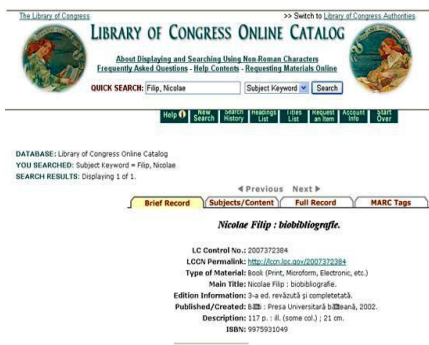 The Library of Congress >> Switch to Library of Congress Authorities
LIBRARY OF CONGRESS ONLINE CATALOG
About Displaying and Searching Using Non-Roman Characters
Frequently Asked Questions - Help Contents - Requesting Materials Online
QUICK SEARCH: Filip, Nicolae Subject Keyword Search
Help New Search Search History Headings List Titles List Request an Item Account Info Start Over
DATABASE: Library of Congress Online Catalog
YOU SEARCHED: Subject Keyword = Filip, Nicolae
SEARCH RESULTS: Displaying 1 of 1.
Previous Next
Brief Record Subjects/Content Full Record MARC Tags
Nicolae Filip : biobibliografie.
LC Control No.: 2007372384
LCCN Permalink: http://lccn.loc.gov/2007372384
Type of Material: Book (Print, Microform, Electronic, etc.)
Main Title: Nicolae Filip : biobibliografie.
Edition Information: 3-a ed. revăzută şi completetată.
Published/Created: : Presa Universitară , 2002.
Description: 117 p. : ill. (some col.) ; 21 cm.
ISBN: 9975931049